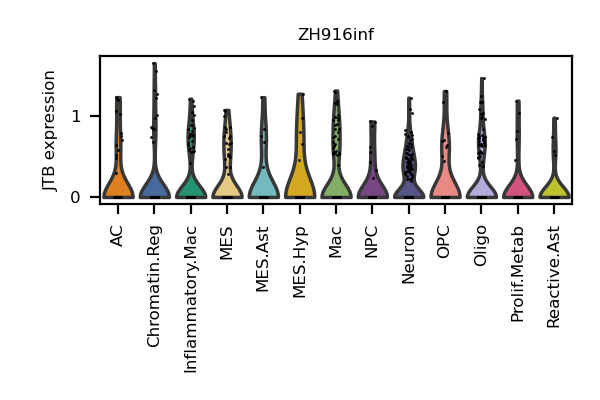 ZH916inf
JTB expression
1
0
AC
Chromatin.Reg
Inflammatory.Mac
MES
MES.Ast
MES.Hyp
Mac
NPC
Neuron
OPC
Oligo
Prolif.Metab
Reactive.Ast